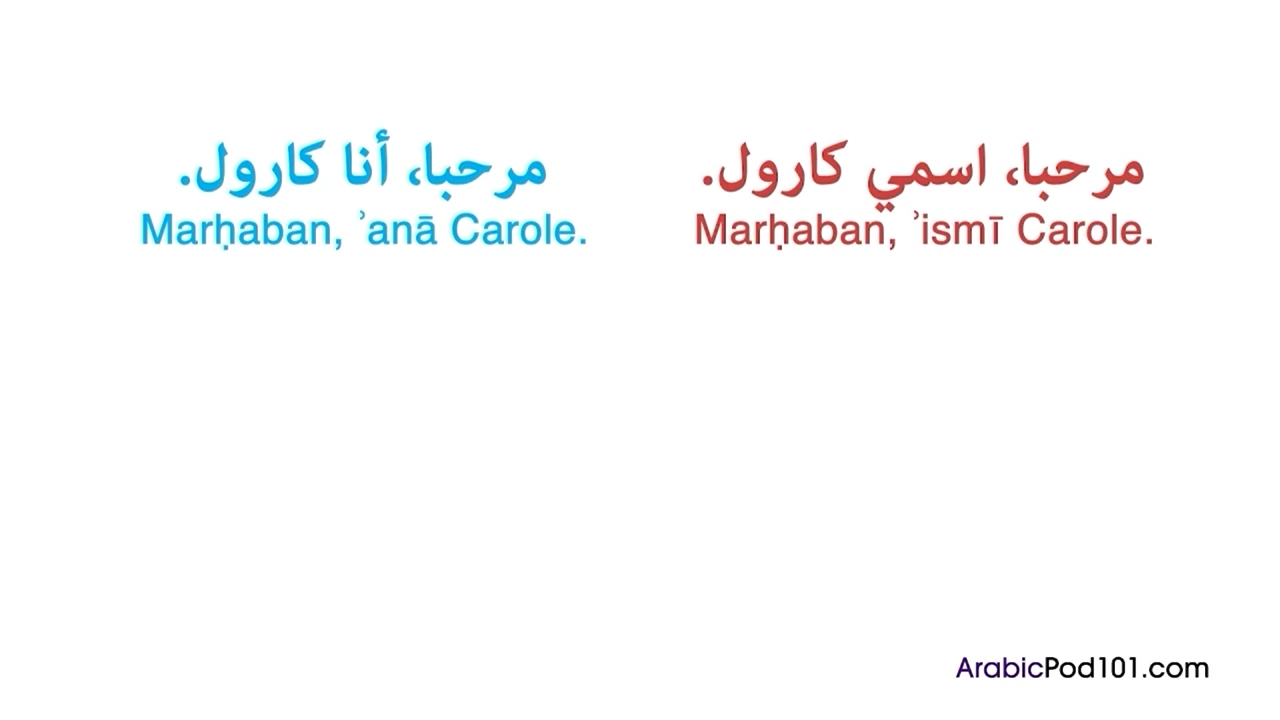 مرحبا، أنا كارول.
Marḥaban, ʾanā Carole.
مرحبا، اسمي كارول.
Marḥaban, ʾismī Carole.
ArabicPod101.com